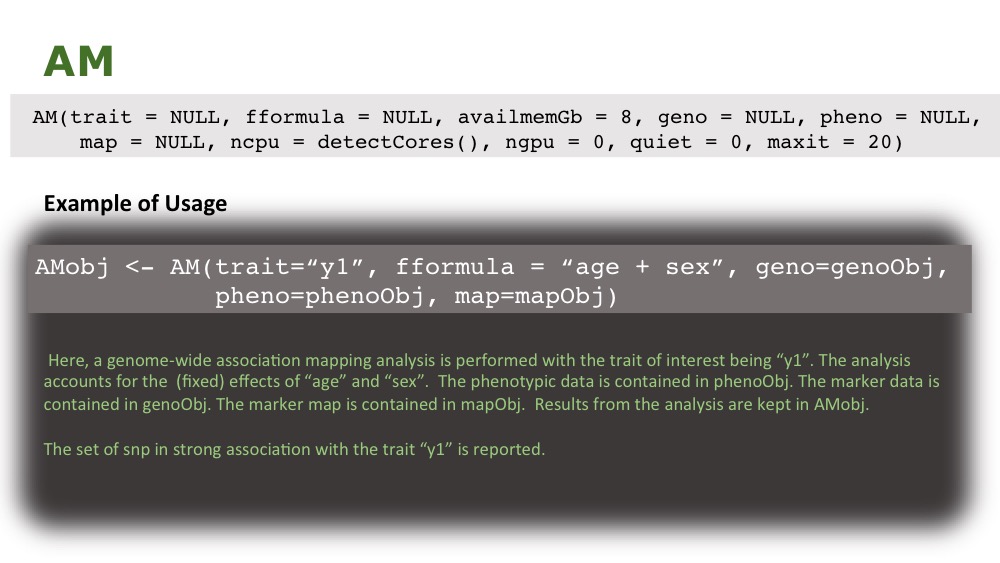 AM
AM(trait = NULL, fformula = NULL, availmemGb = 8, geno = NULL, pheno = NULL,
map = NULL, ncpu = detectCores(), ngpu = 0, quiet = 0, maxit = 20)
Example of Usage
AMobj <- AM(trait=“y1”, fformula = “age + sex”, geno=genoObj,
pheno=phenoObj, map=mapObj)
Here, a genome-wide association mapping analysis is performed with the trait of interest being “y1”. The analysis
accounts for the (fixed) effects of “age” and “sex”. The phenotypic data is contained in phenoObj. The marker data is
contained in genoObj. The marker map is contained in mapObj. Results from the analysis are kept in AMobj.
The set of snp in strong association with the trait “y1” is reported.